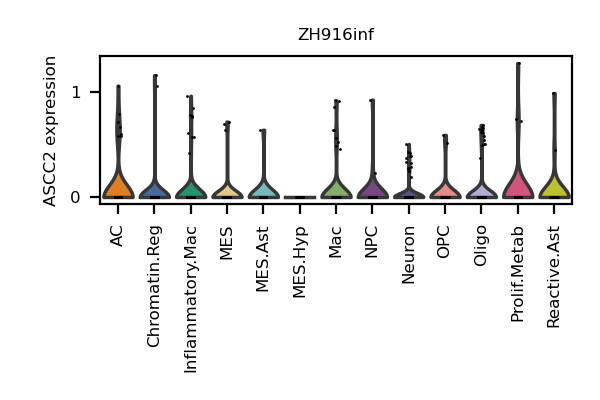 ZH916inf
ASCC2 expression
1
0
AC
Chromatin.Reg
Inflammatory.Mac
MES
MES.Ast
MES.Hyp
Mac
NPC
Neuron
OPC
Oligo
Prolif.Metab
Reactive.Ast